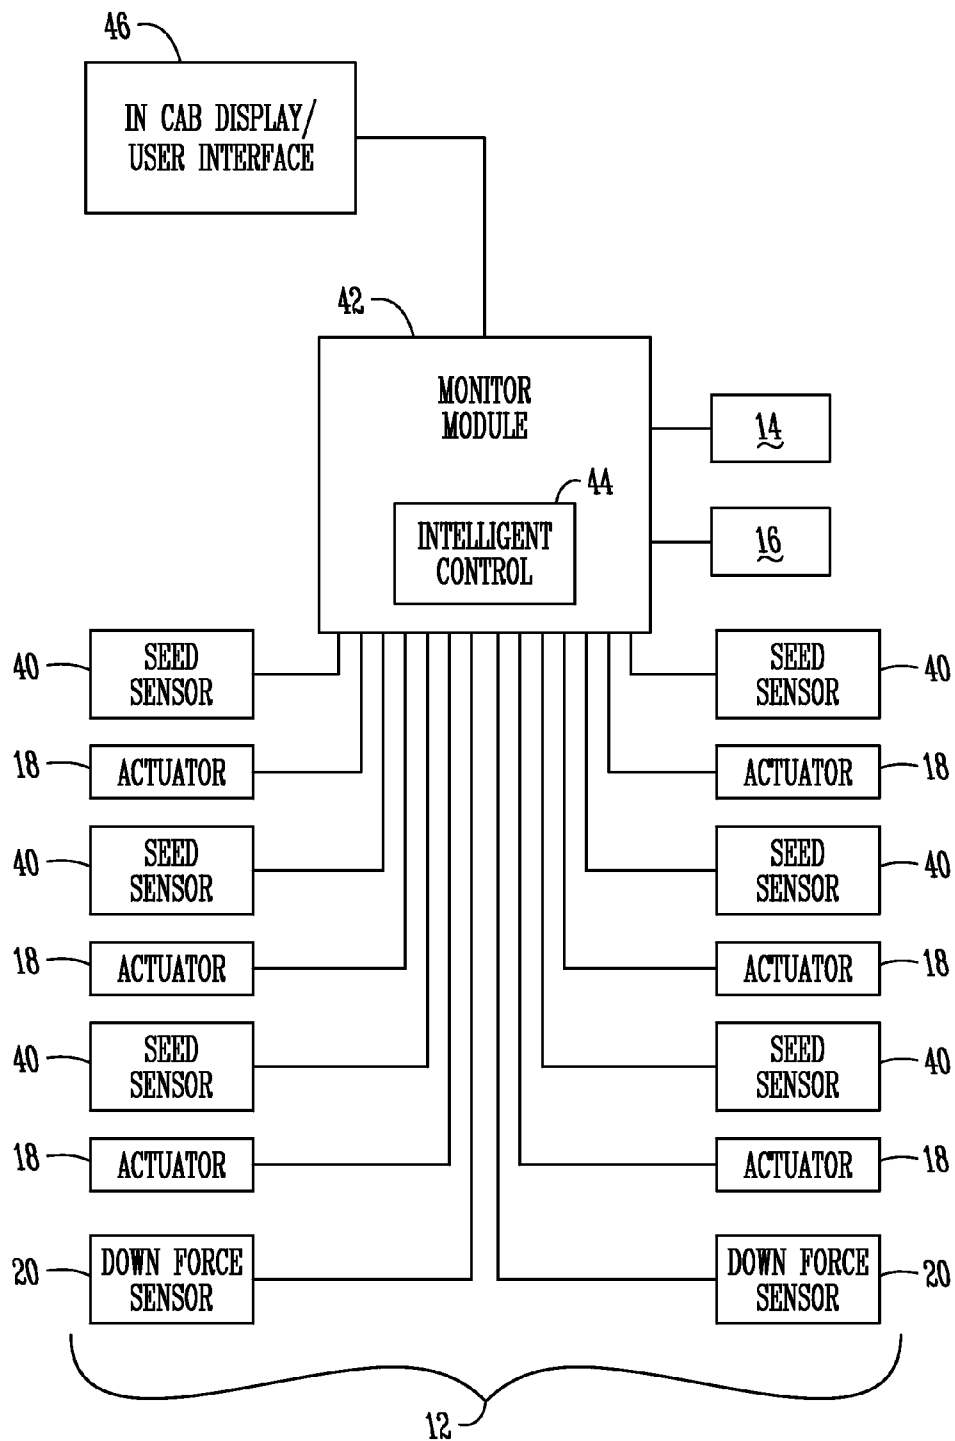 46
IN CAB DISPLAY/
USER INTERFACE
42
MONITOR
MODULE
14
44
INTELLIGENT
CONTROL
16
40
SEED
SENSOR
SEED
SENSOR
40
18
ACTUATOR
ACTUATOR
18
40
SEED
SENSOR
SEED
SENSOR
40
18
ACTUATOR
ACTUATOR
18
40
SEED
SENSOR
SEED
SENSOR
40
18
ACTUATOR
ACTUATOR
18
20
DOWN FORCE
SENSOR
DOWN FORCE
SENSOR
20
12